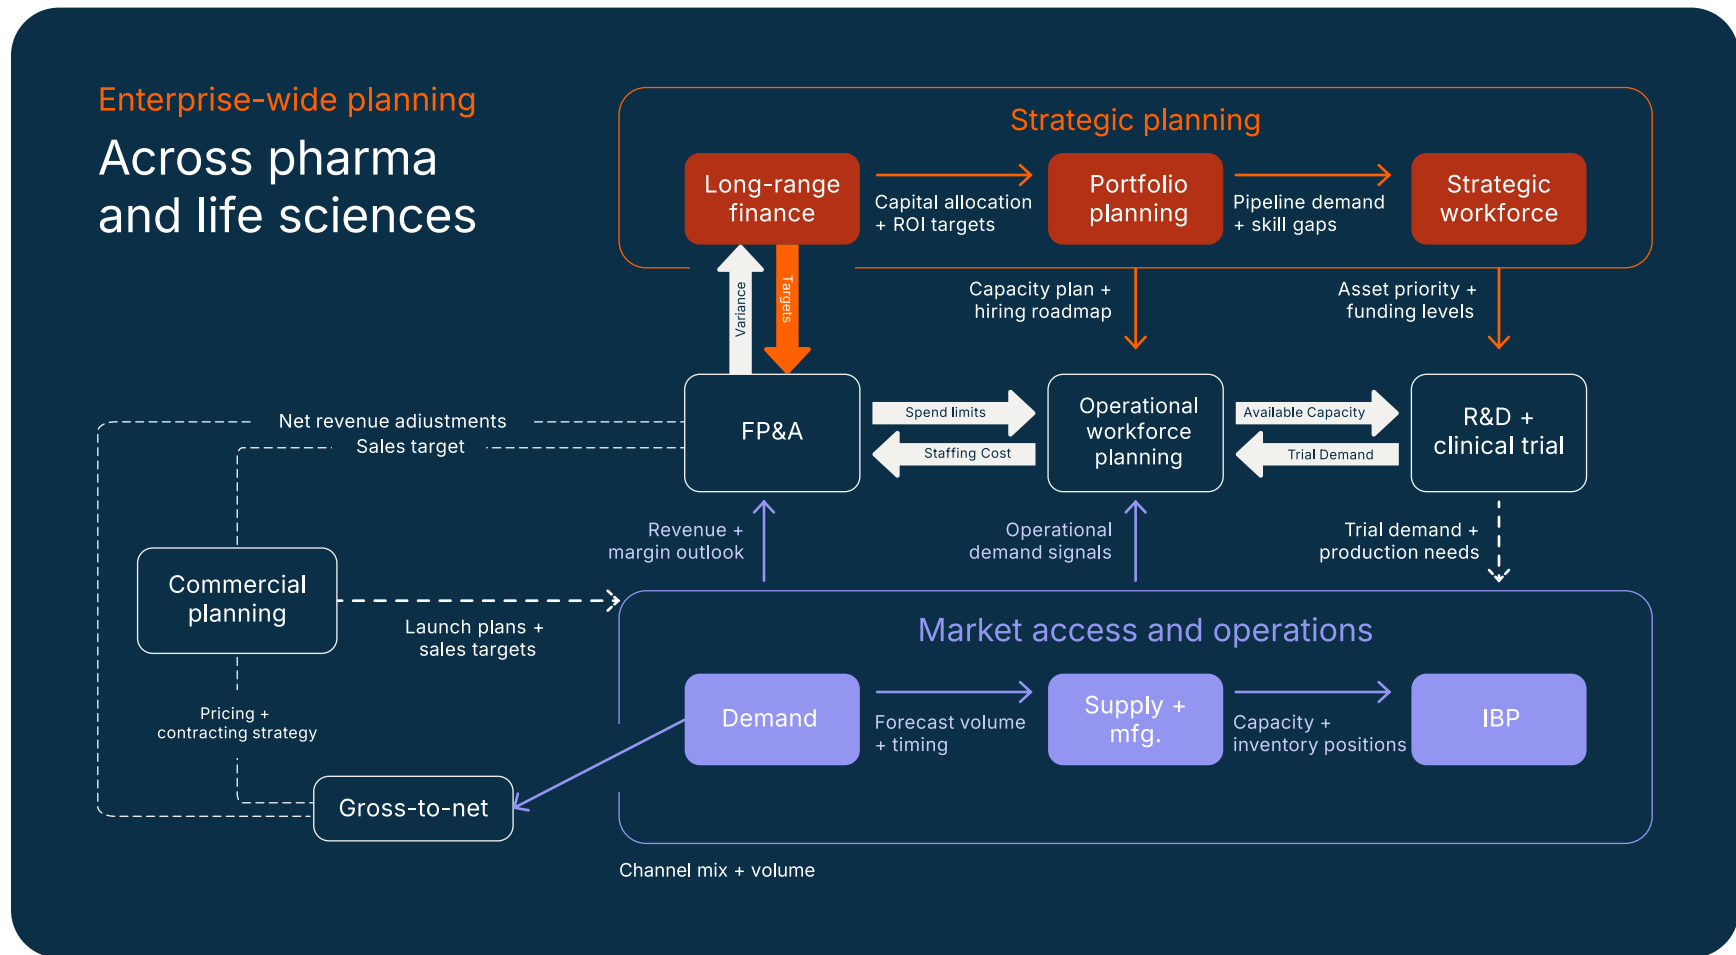 Enterprise-wide planning
Across pharma
and life sciences
Strategic planning
Long-range
finance
Capital allocation
+ ROI targets
Portfolio
planning
Pipeline demand
+ skill gaps
Strategic
workforce
Variance
Targets
Capacity plan +
hiring roadmap
Asset priority +
funding levels
Net revenue adiustments
Sales target
FP&A
Spend limits
Staffing Cost
Operational
workforce
planning
Available Capacity
Trial Demand
R&D +
clinical trial
Revenue +
margin outlook
Operational
demand signals
Trial demand +
production needs
Commercial
planning
Launch plans +
sales targets
Market access and operations
Demand
Forecast volume
+ timing
Supply +
mfg.
Capacity +
inventory positions
IBP
Pricing +
contracting strategy
Gross-to-net
Channel mix + volume